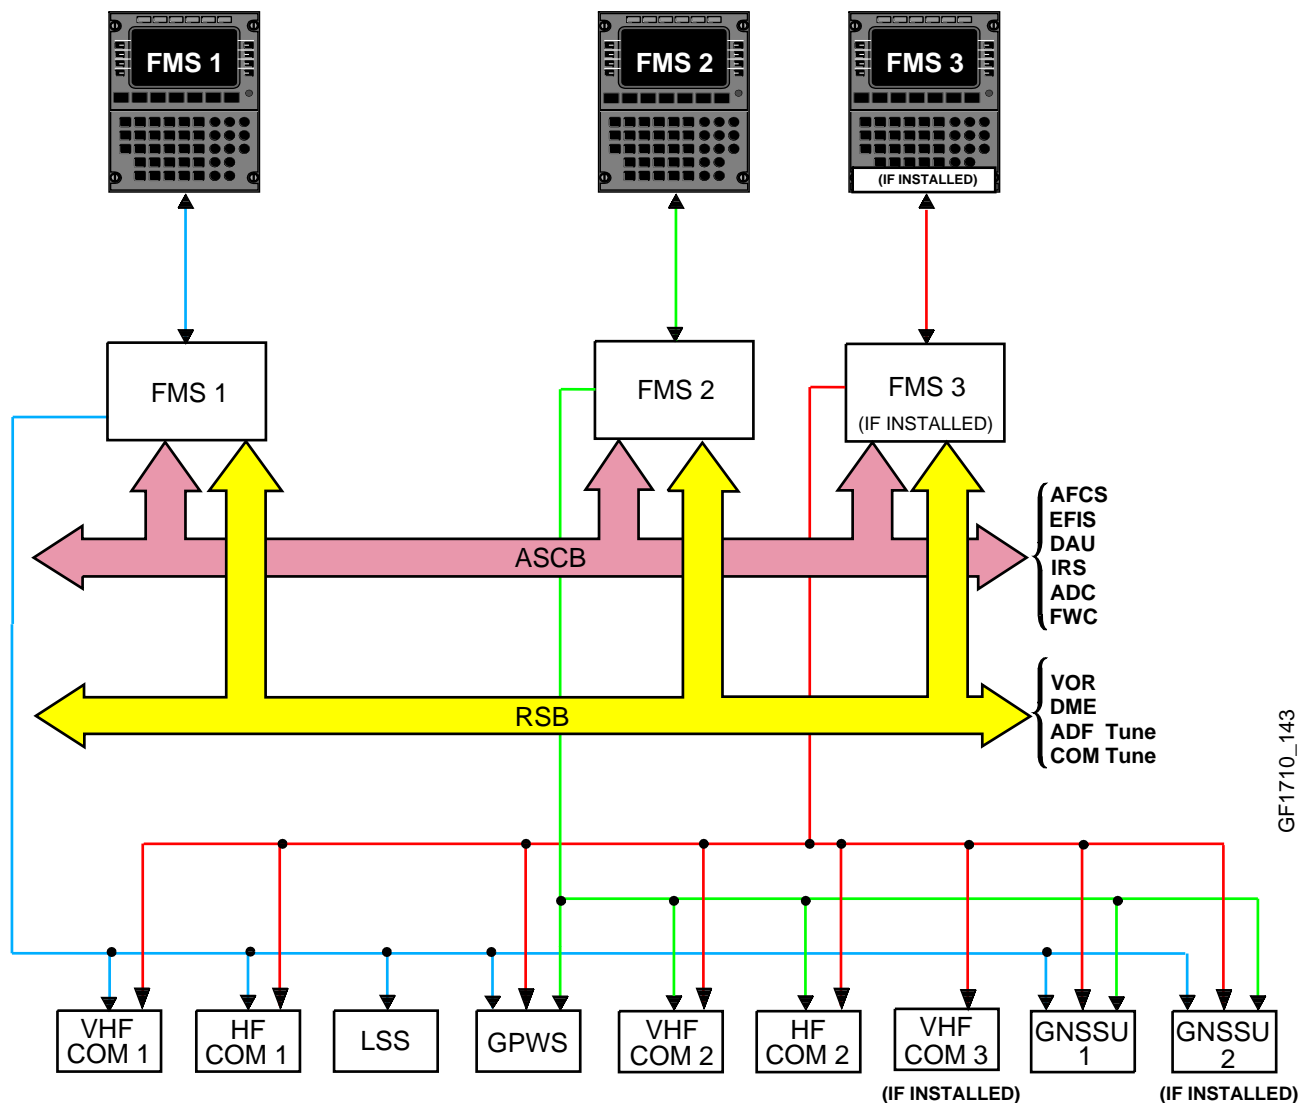 FMS 1
FMS 2
FMS 3
(IF INSTALLED)
FMS 1
FMS 2
FMS 3
(IF INSTALLED)
AFCS
EFIS
DAU
IRS
ADC
FWC
ASCB
VOR
DME
ADF Tune
COM Tune
RSB
GF1710_143
VHF
COM 1
HF
COM 1
LSS
GPWS
VHF
COM 2
HF
COM 2
VHF
COM 3
(IF INSTALLED)
GNSSU
1
GNSSU
2
(IF INSTALLED)